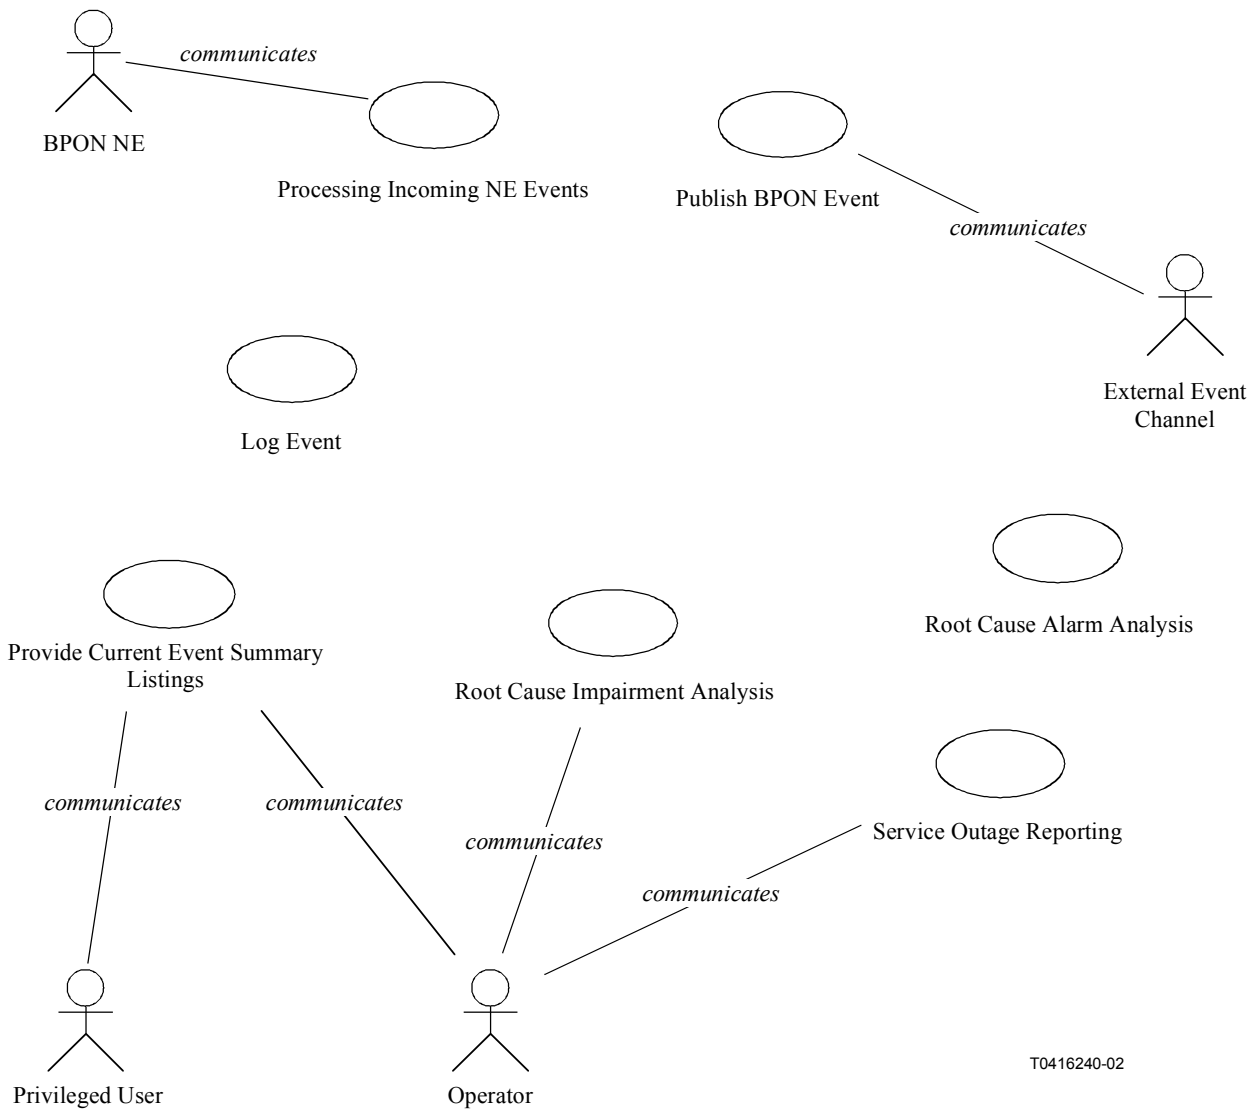 communicates
BPON NE
Processing Incoming NE Events
Publish BPON Event
communicates
External Event
Channel
Log Event
Root Cause Alarm Analysis
Provide Current Event Summary
Listings
Root Cause Impairment Analysis
communicates
communicates
communicates
Service Outage Reporting
communicates
Privileged User
Operator
T0416240-02